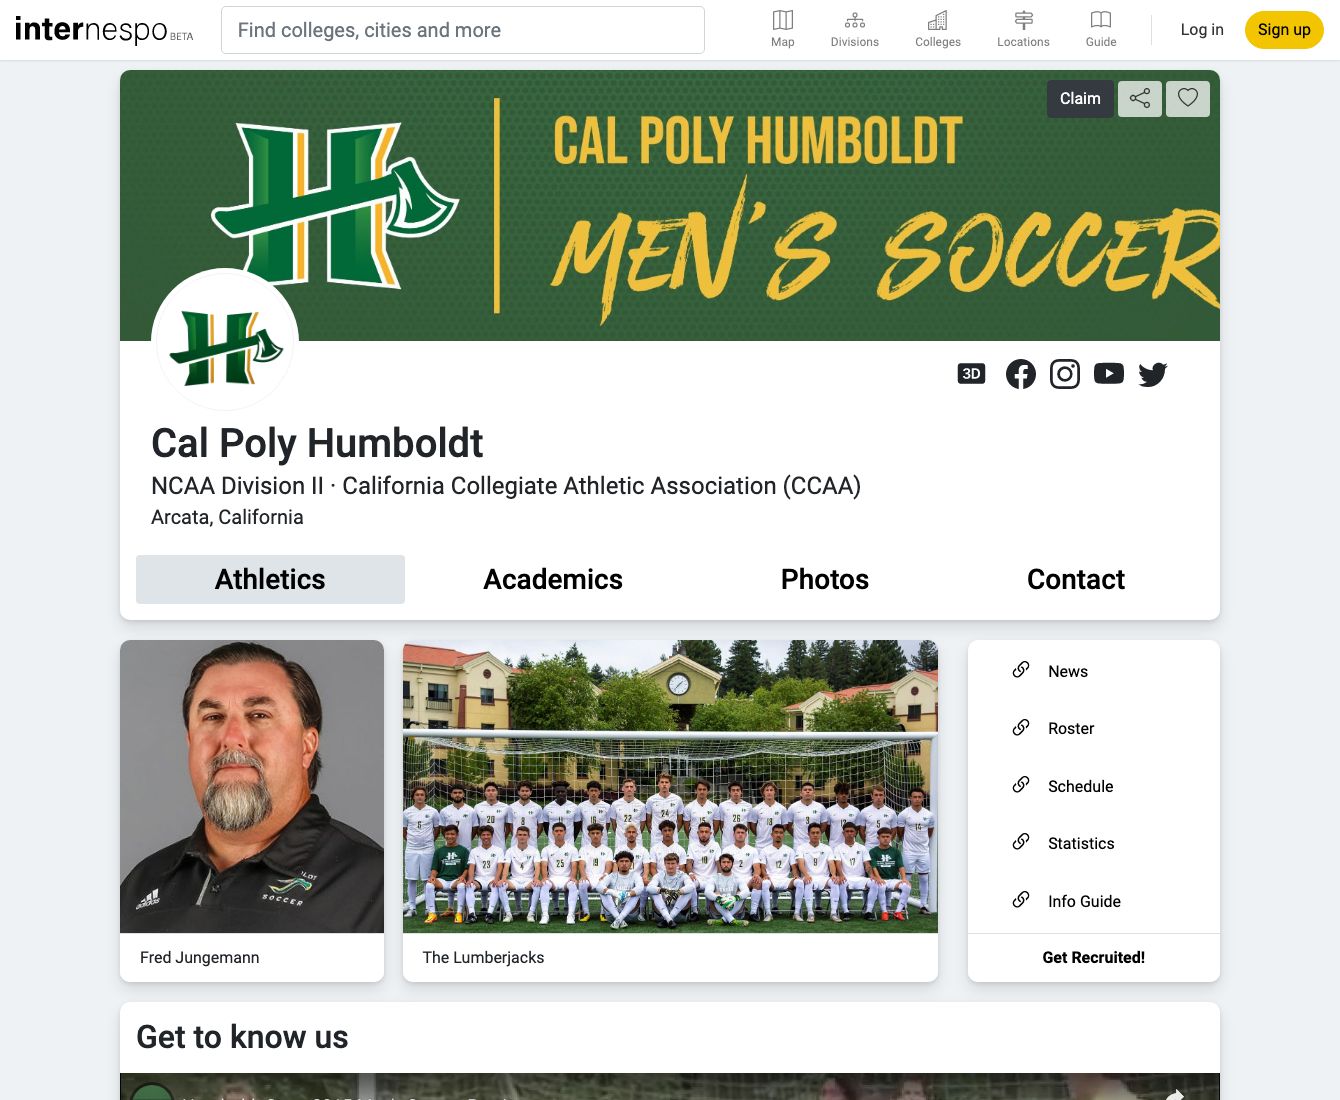 internespo BETA
Find colleges, cities and more
Map
Divisions
Colleges
Locations
Guide
Log in
Sign up
Claim
CAL POLY HUMBOLDT
MEN'S SOCCER
3D
Cal Poly Humboldt
NCAA Division II · California Collegiate Athletic Association (CCAA)
Arcata, California
Athletics
Academics
Photos
Contact
adidas
SOCCER
Fred Jungemann
The Lumberjacks
News
Roster
Schedule
Statistics
Info Guide
Get Recruited!
Get to know us